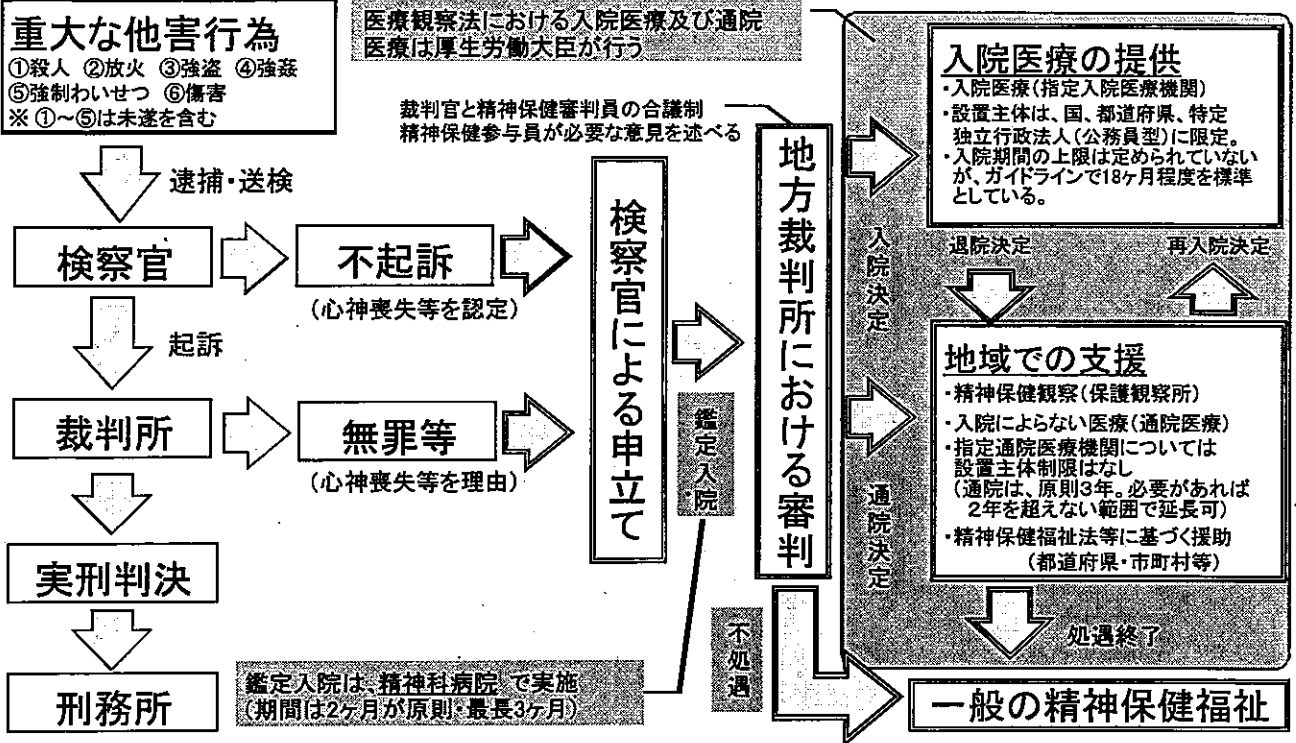 重大な他害行為
①殺人 ②放火 ③強盗 ④強姦
⑤強制わいせつ ⑥傷害
※ ①～⑤は未遂を含む
医療観察法における入院医療及び通院
医療は厚生労働大臣が行う
裁判官と精神保健審判員の合議制
精神保健参与員が必要な意見を述べる
逮捕・送検
検察官
不起訴
(心神喪失等を認定)
起訴
裁判所
無罪等
(心神喪失等を理由)
実刑判決
刑務所
検察官による申立て
鑑定入院
鑑定入院は、精神科病院 で実施
(期間は2ヶ月が原則・最長3ヶ月)
地方裁判所における審判
入院決定
通院決定
不処遇
入院医療の提供
・入院医療(指定入院医療機関)
・設置主体は、国、都道府県、特定
独立行政法人(公務員型)に限定。
・入院期間の上限は定められていない
が、ガイドラインで18ヶ月程度を標準
としている。
退院決定
再入院決定
地域での支援
・精神保健観察(保護観察所)
・入院によらない医療(通院医療)
・指定通院医療機関については
設置主体制限はなし
(通院は、原則3年。必要があれば
2年を超えない範囲で延長可)
・精神保健福祉法等に基づく援助
(都道府県・市町村等)
処遇終了
一般の精神保健福祉